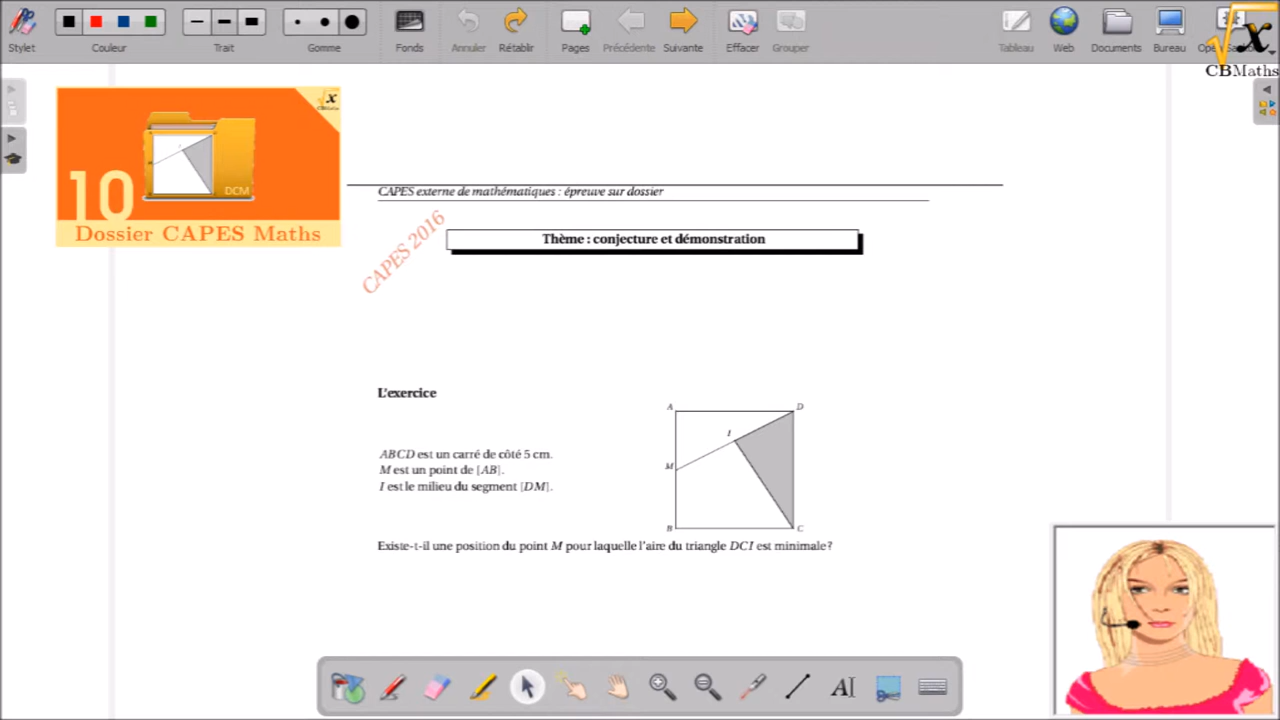 Stylet
Couleur
Trait
Gomme
Fonds
Annuler
Rétablir
Pages
Précédente
Suivante
Effacer
Grouper
Tableau
Web
Documents
Bureau
x
CBMaths
10
DCM
Dossier CAPES Maths
CAPES externe de mathématiques : épreuve sur dossier
CAPES 2016
Thème : conjecture et démonstration
L'exercice
A
D
I
M
B
C
ABCD est un carré de côté 5 cm.
M est un point de [AB].
I est le milieu du segment [DM].
Existe-t-il une position du point M pour laquelle l'aire du triangle DCI est minimale ?
AI